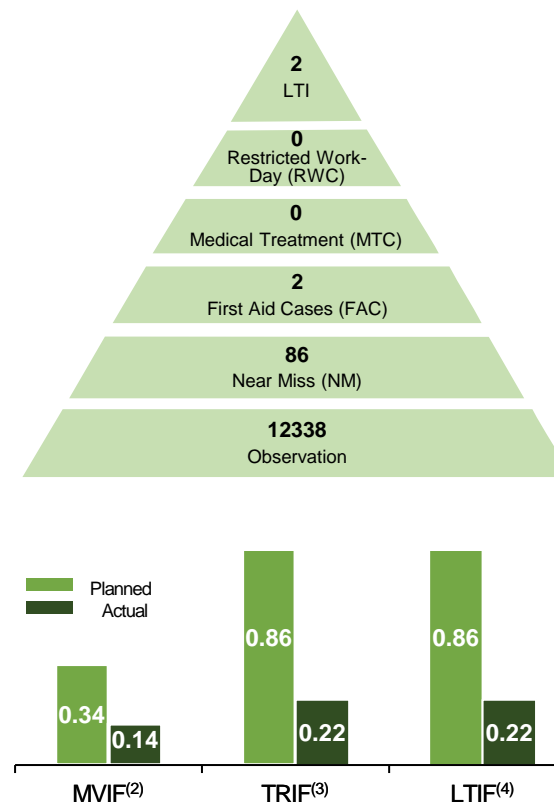 2
LTI
0
Restricted Work-
Day (RWC)
0
Medical Treatment (MTC)
2
First Aid Cases (FAC)
86
Near Miss (NM)
12338
Observation
Planned
Actual
0.34
0.14
0.86
0.22
0.86
0.22
MVIF(2)
TRIF(3)
LTIF(4)